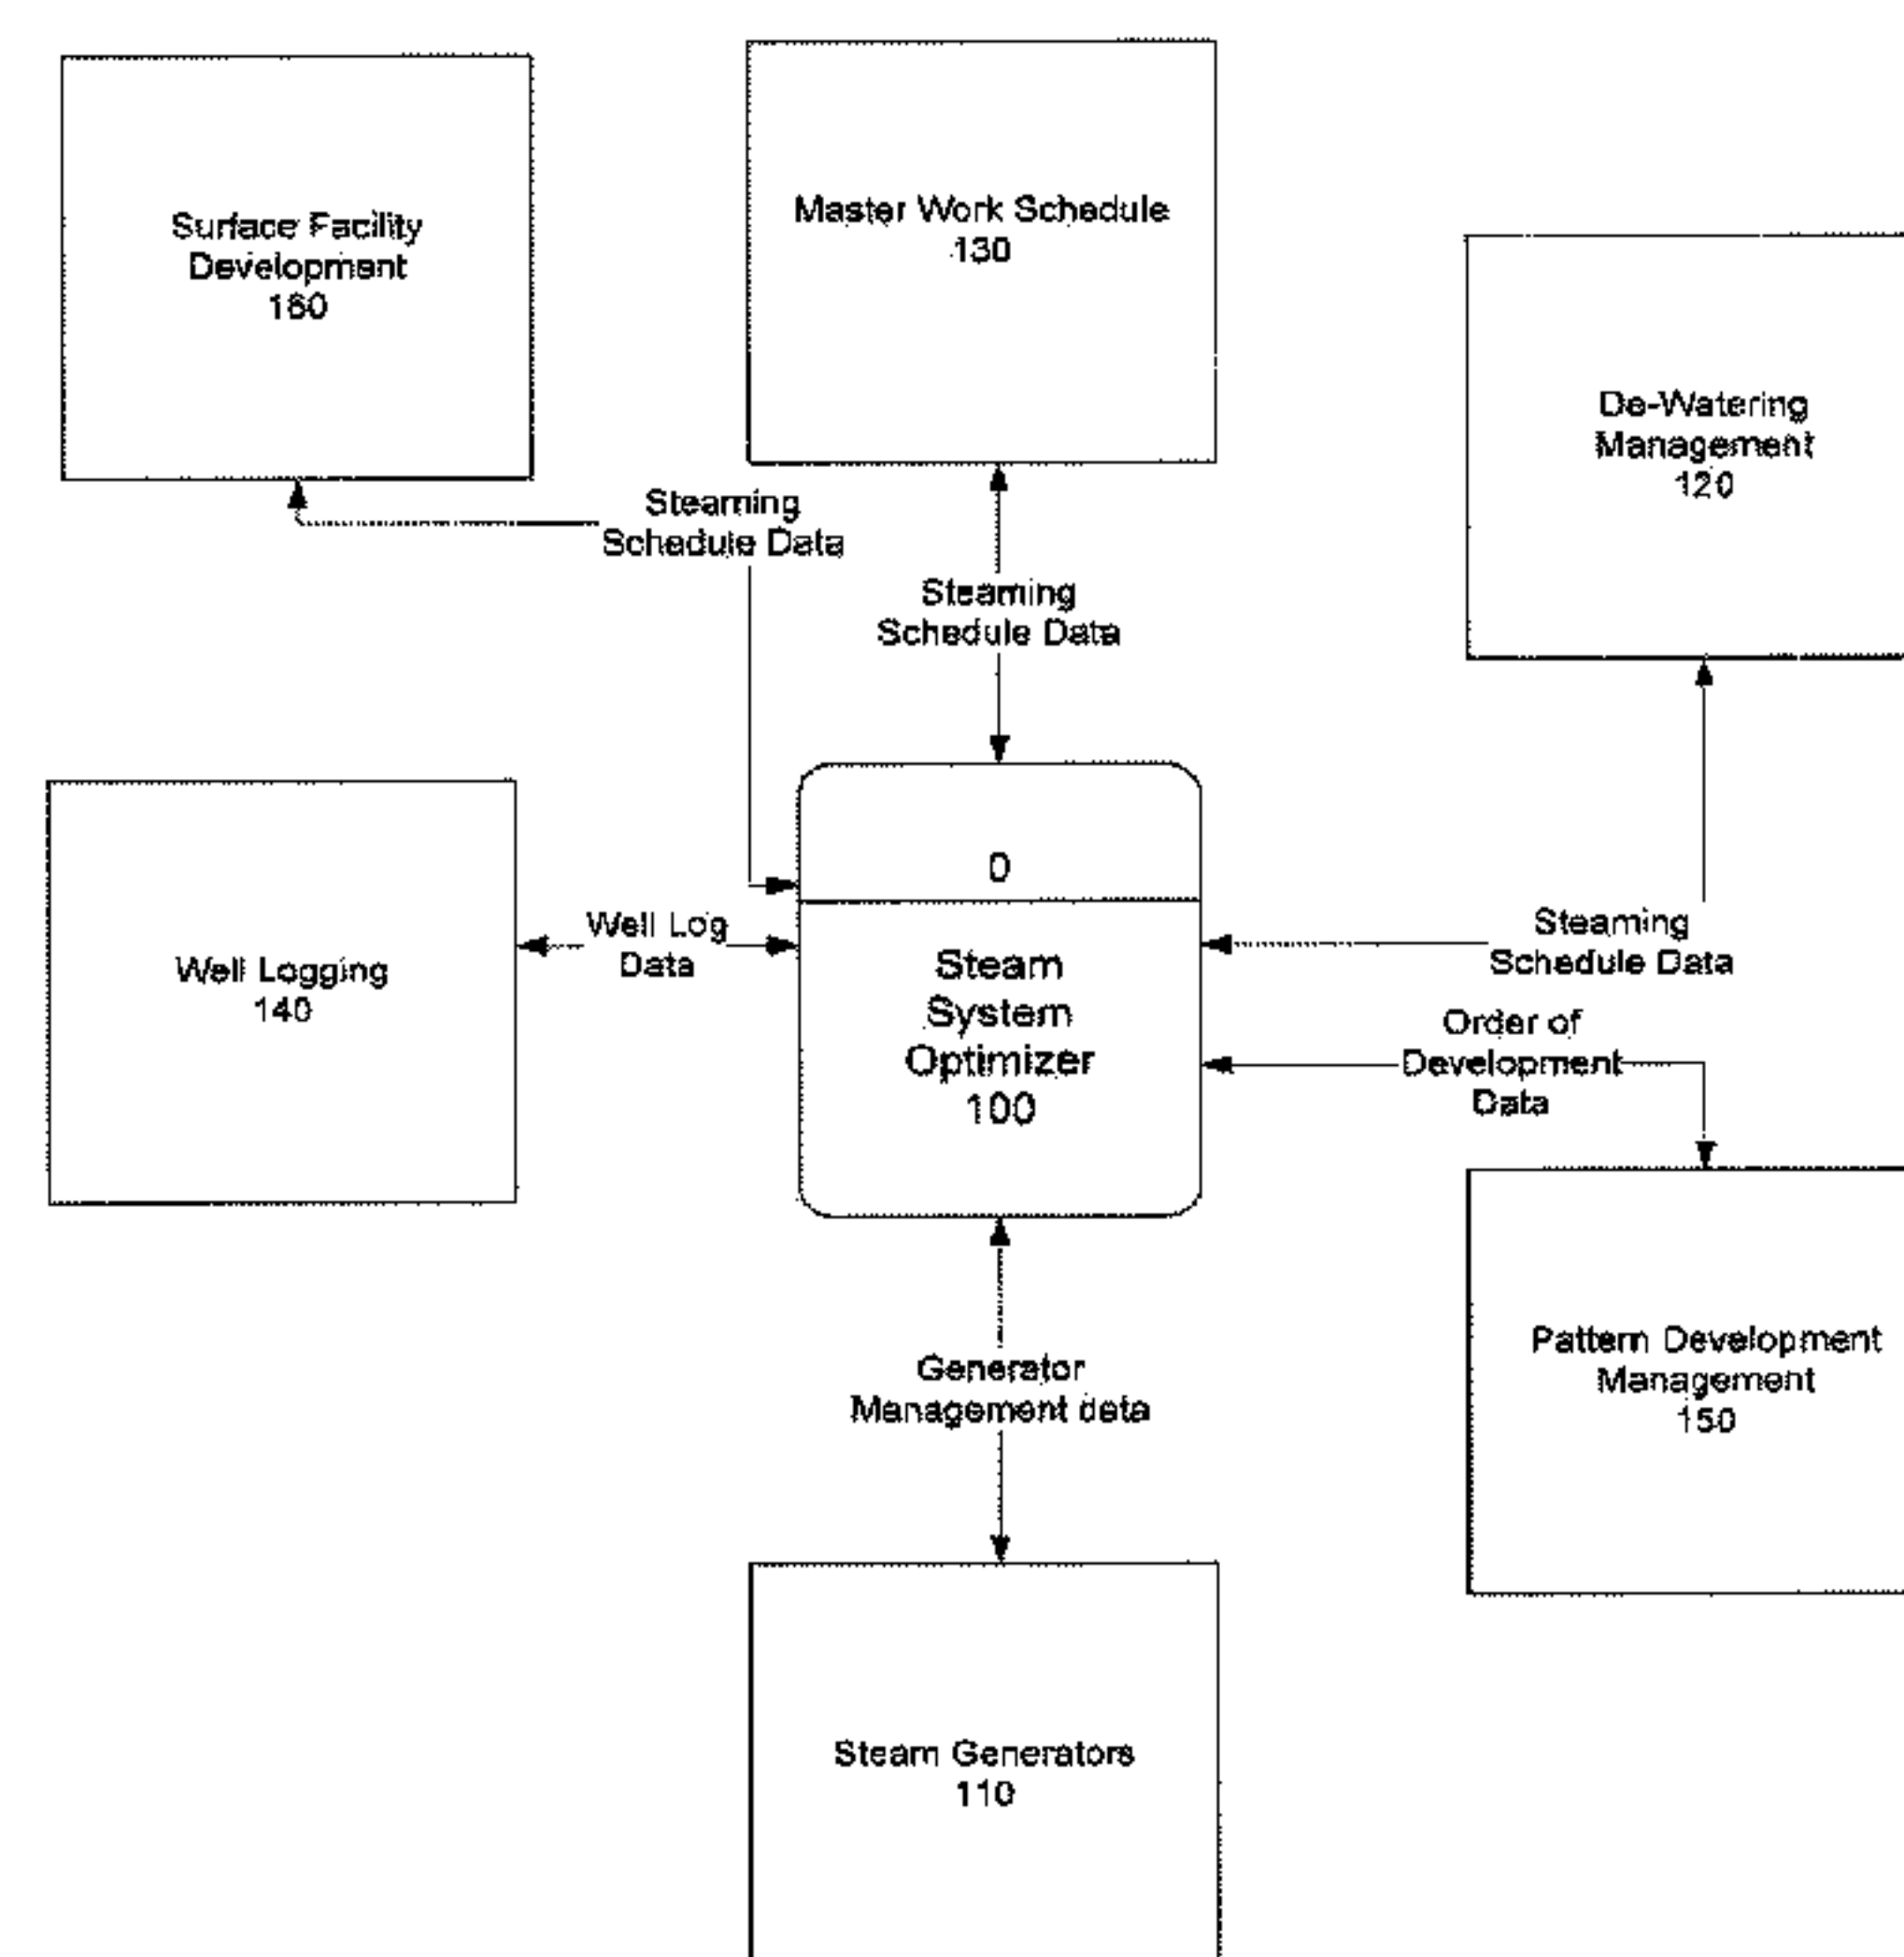 Surface Facility
Development
160
Master Work Schedule
130
De-Watering
Management
120
Steaming
Schedule Data
Steaming
Schedule Data
Well Logging
140
Well Log
Data
0
Steam
System
Optimizer
100
Steaming
Schedule Data
Order of
Development
Data
Pattern Development
Management
150
Generator
Management data
Steam Generators
110